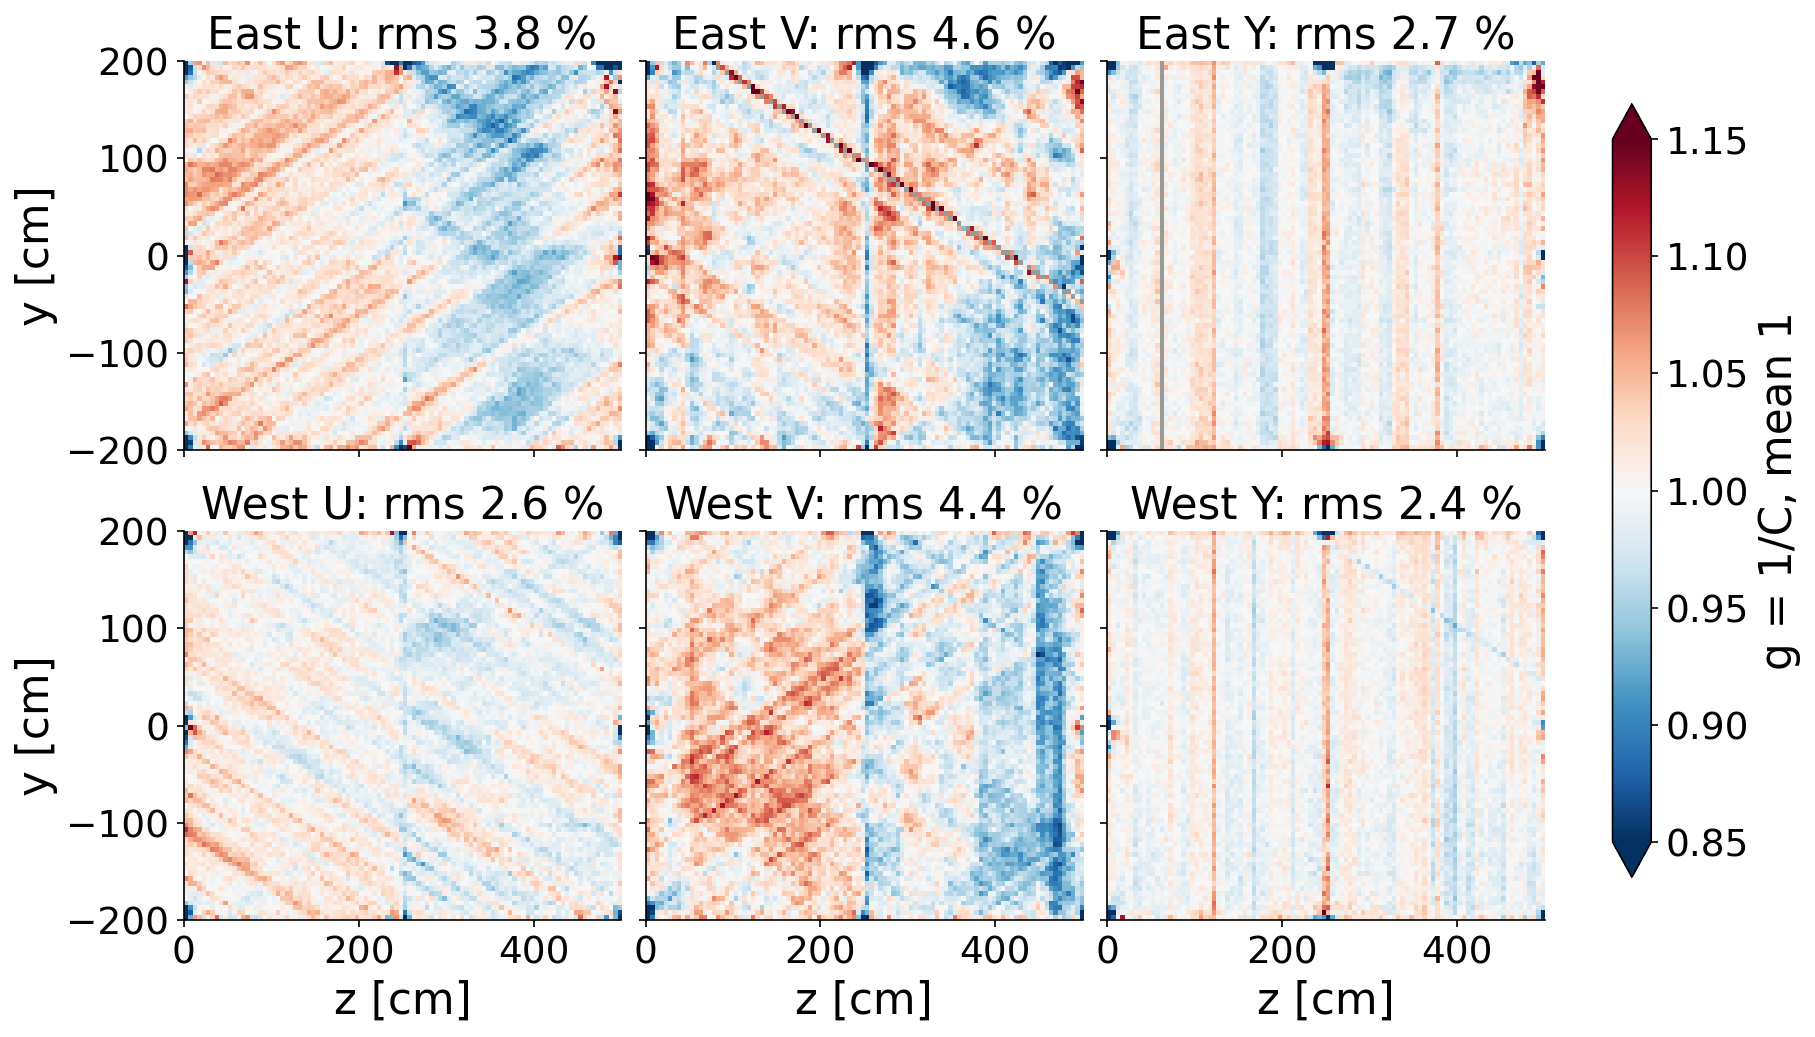 East U: rms 3.8 %
East V: rms 4.6 %
East Y: rms 2.7 %
200
100
0
−100
−200
y [cm]
West U: rms 2.6 %
West V: rms 4.4 %
West Y: rms 2.4 %
200
100
0
−100
−200
y [cm]
0
200
400
0
200
400
0
200
400
z [cm]
z [cm]
z [cm]
1.15
1.10
1.05
1.00
0.95
0.90
0.85
g = 1/C, mean 1